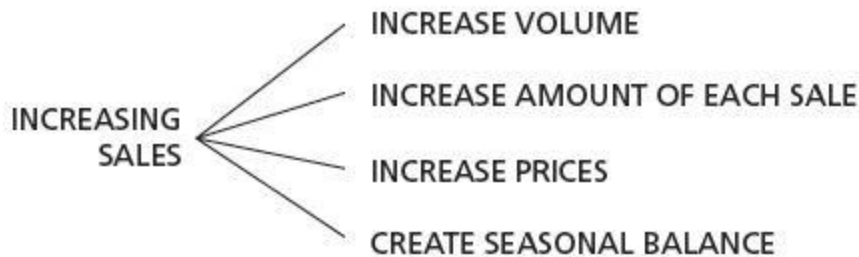 INCREASE VOLUME
INCREASE AMOUNT OF EACH SALE
INCREASING
SALES
INCREASE PRICES
CREATE SEASONAL BALANCE